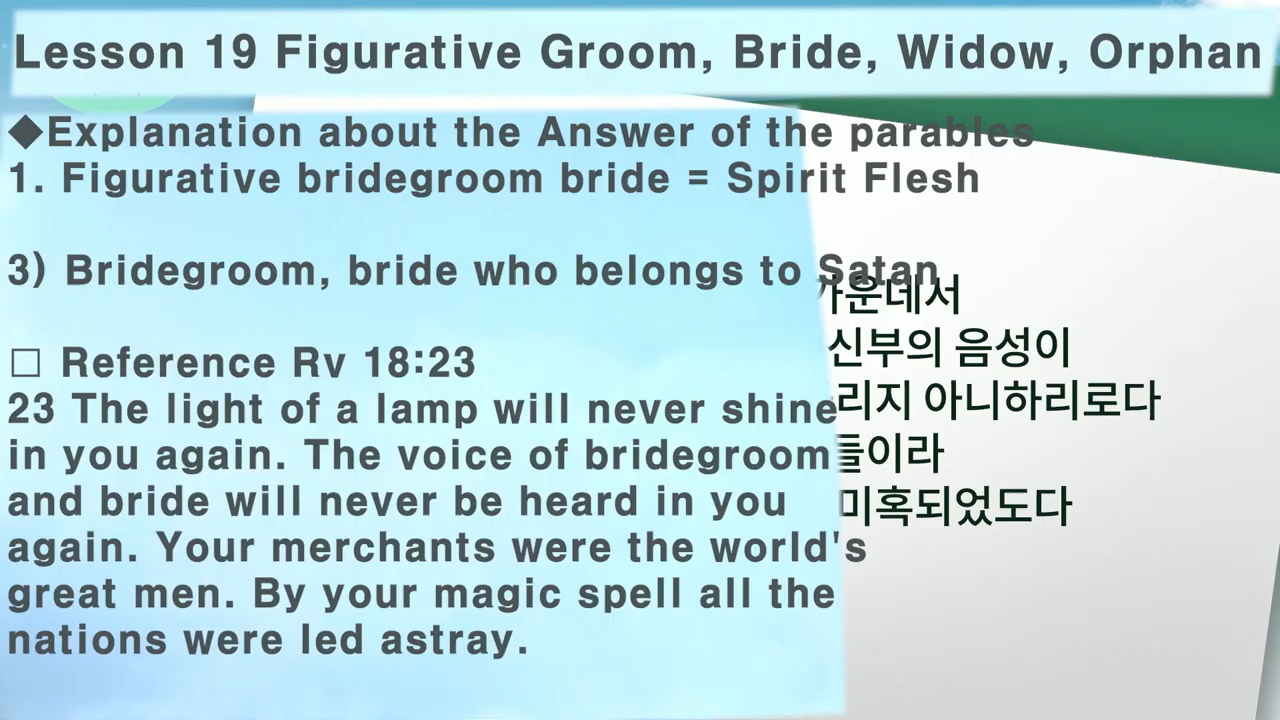 Lesson 19 Figurative Groom, Bride, Widow, Orphan
◆Explanation about the Answer of the parables
1. Figurative bridegroom bride = Spirit Flesh
3) Bridegroom, bride who belongs to Satan
□ Reference Rv 18:23
23 The light of a lamp will never shine
in you again. The voice of bridegroom
and bride will never be heard in you
again. Your merchants were the world's
great men. By your magic spell all the
nations were led astray.
가운데서
신부의 음성이
리지 아니하리로다
들이라
미혹되었도다